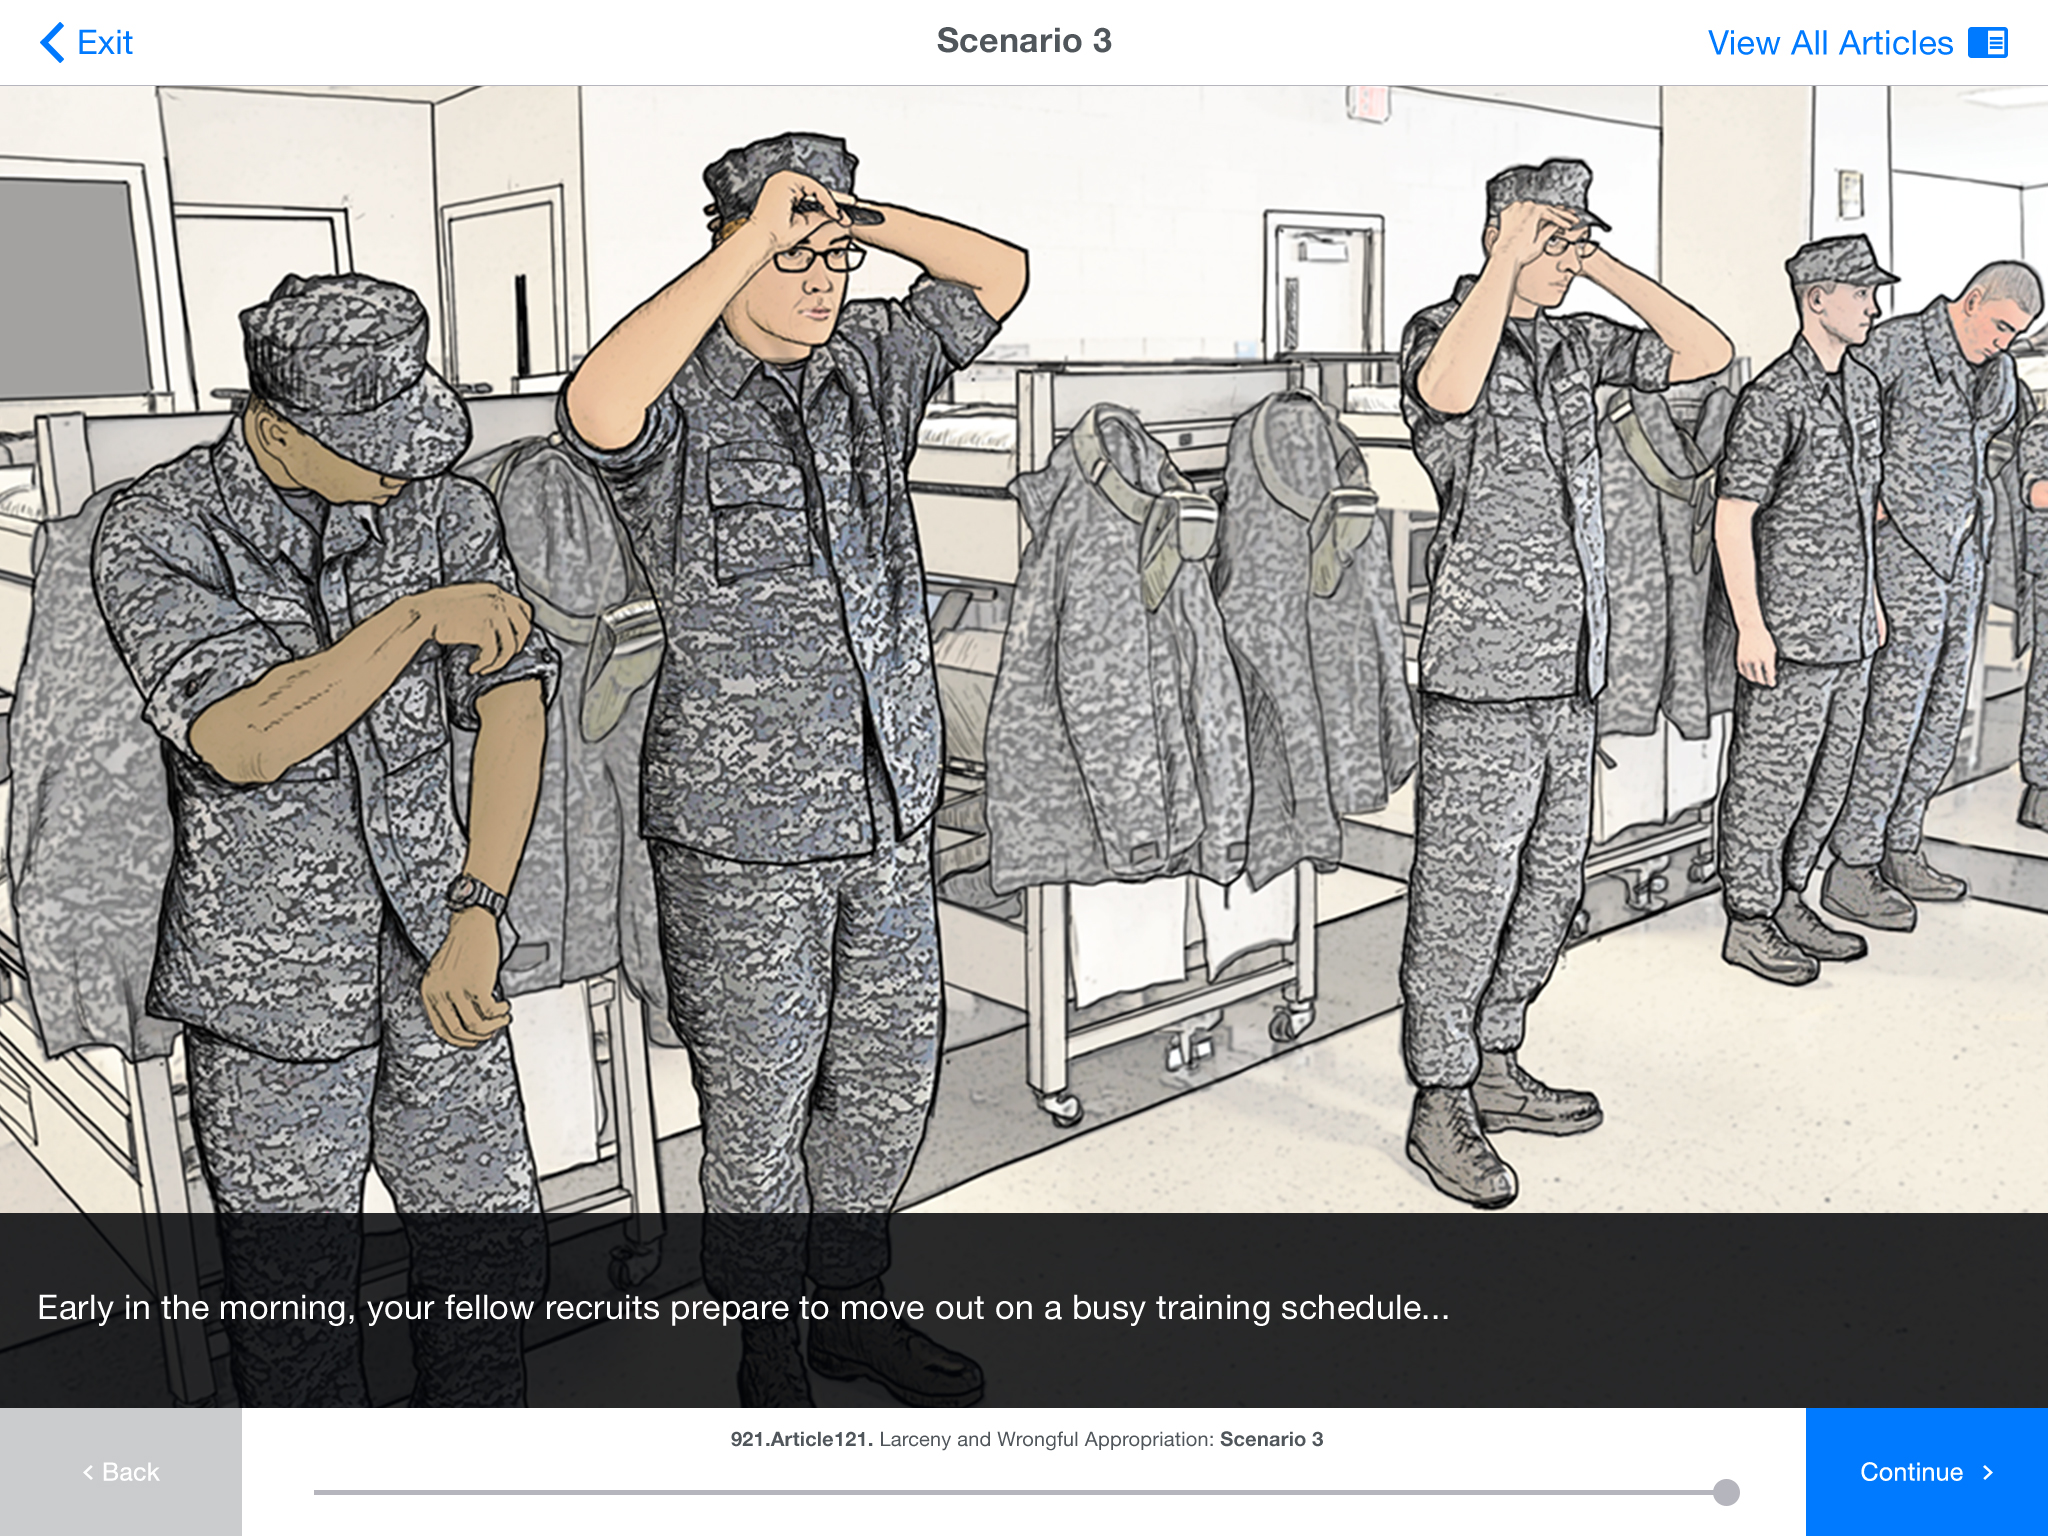 Exit
Scenario 3
View All Articles
Early in the morning, your fellow recruits prepare to move out on a busy training schedule...
< Back
921.Article121. Larceny and Wrongful Appropriation: Scenario 3
Continue >